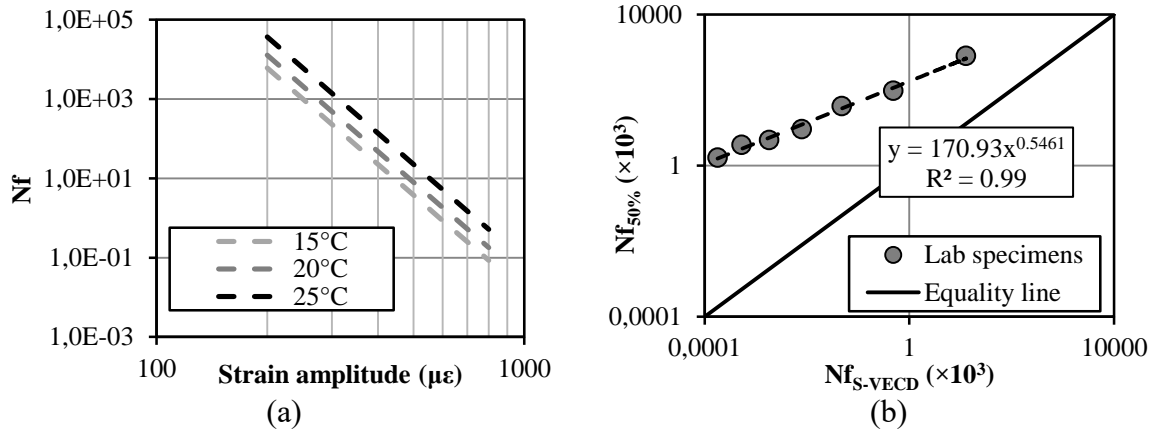 (a)
1,0E+05
1,0E+03
1,0E+01
1,0E-01
1,0E-03
Nf
15°C
20°C
25°C
100
1000
Strain amplitude (με)
(a)
(b)
10000
1
0,0001
Nf50% (×10³)
y = 170.93x^0.5461
R² = 0.99
Lab specimens
Equality line
0,0001
1
10000
NfS-VECD (×10³)
(b)